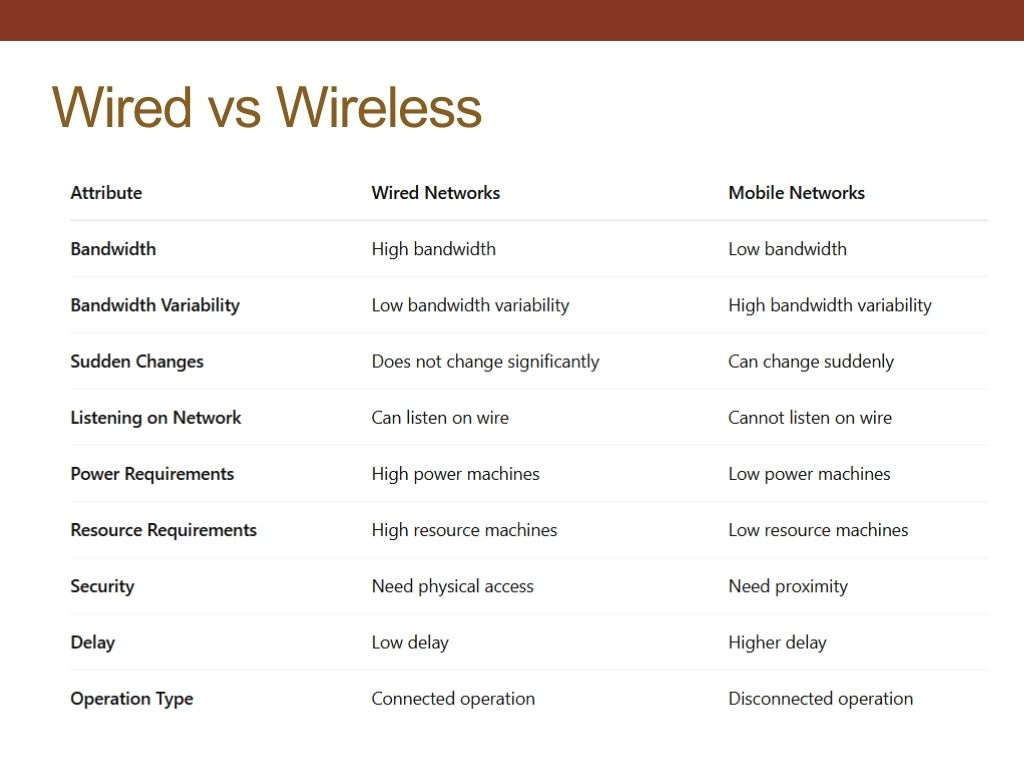 Wired vs Wireless
Attribute Wired Networks Mobile Networks
Bandwidth High bandwidth Low bandwidth
Bandwidth Variability Low bandwidth variability High bandwidth variability
Sudden Changes Does not change significantly Can change suddenly
Listening on Network Can listen on wire Cannot listen on wire
Power Requirements High power machines Low power machines
Resource Requirements High resource machines Low resource machines
Security Need physical access Need proximity
Delay Low delay Higher delay
Operation Type Connected operation Disconnected operation